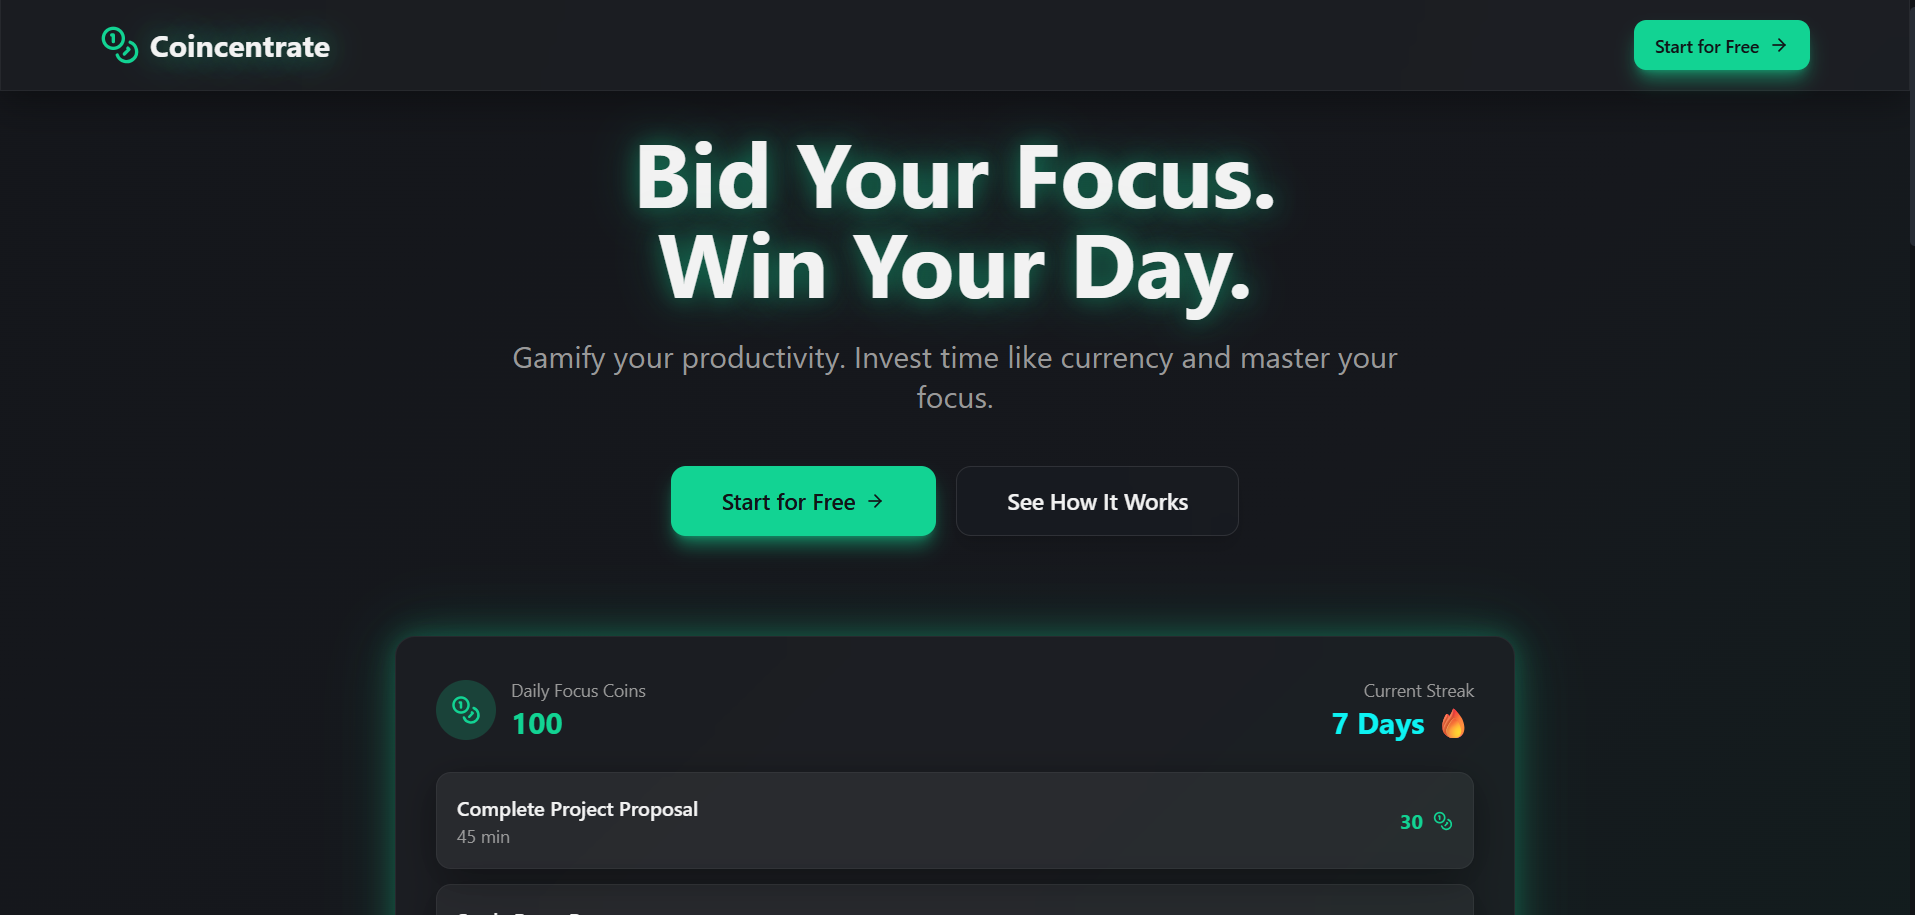 Coincentrate
Start for Free
Bid Your Focus.
Win Your Day.
Gamify your productivity. Invest time like currency and master your
focus.
Start for Free
See How It Works
Daily Focus Coins
100
Current Streak
7 Days
Complete Project Proposal
45 min
30